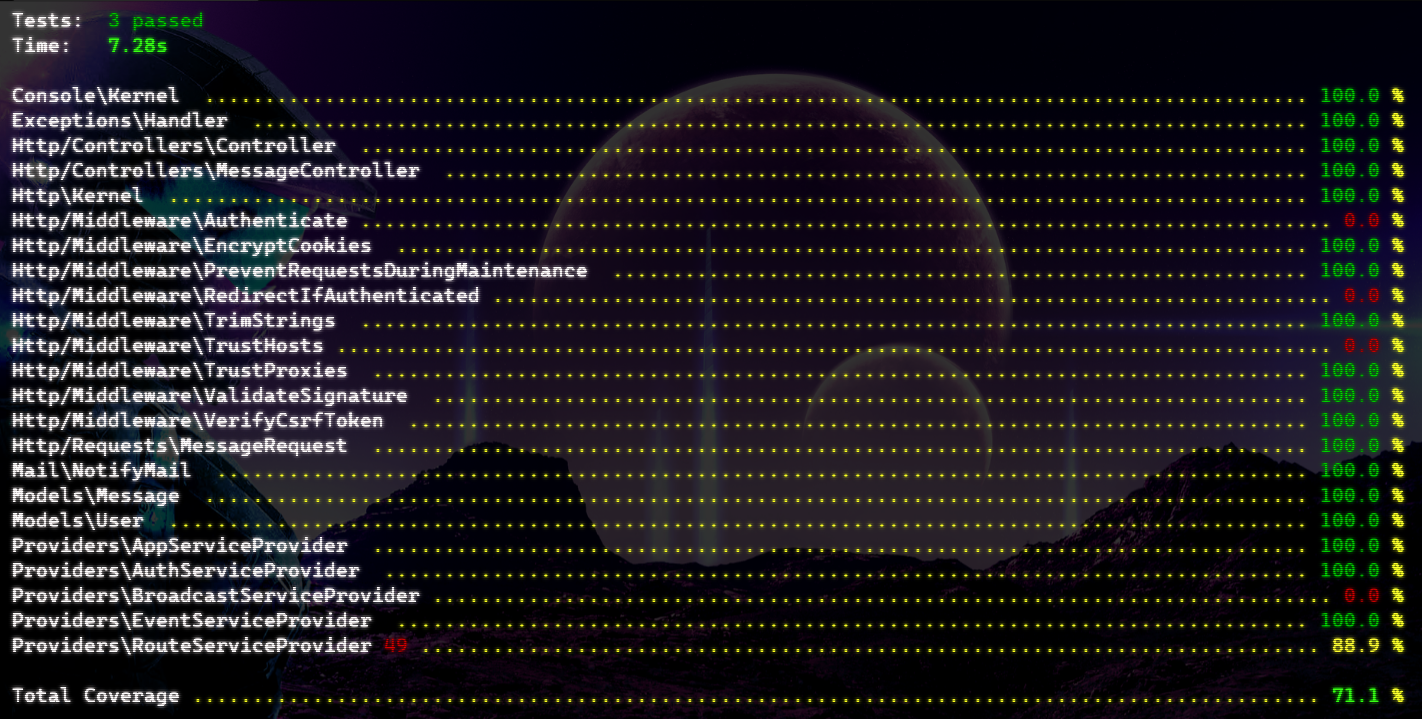 Tests:  3 passed
Time:   7.28s
Console\Kernel ........................................................................................... 100.0 %
Exceptions\Handler ....................................................................................... 100.0 %
Http/Controllers\Controller .............................................................................. 100.0 %
Http/Controllers\MessageController ....................................................................... 100.0 %
Http\Kernel .............................................................................................. 100.0 %
Http/Middleware\Authenticate ............................................................................... 0.0 %
Http/Middleware\EncryptCookies ........................................................................... 100.0 %
Http/Middleware\PreventRequestsDuringMaintenance ......................................................... 100.0 %
Http/Middleware\RedirectIfAuthenticated .................................................................... 0.0 %
Http/Middleware\TrimStrings .............................................................................. 100.0 %
Http/Middleware\TrustHosts ................................................................................. 0.0 %
Http/Middleware\TrustProxies ............................................................................. 100.0 %
Http/Middleware\ValidateSignature ........................................................................ 100.0 %
Http/Middleware\VerifyCsrfToken .......................................................................... 100.0 %
Http/Requests\MessageRequest ............................................................................. 100.0 %
Mail\NotifyMail .......................................................................................... 100.0 %
Models\Message ........................................................................................... 100.0 %
Models\User .............................................................................................. 100.0 %
Providers\AppServiceProvider ............................................................................. 100.0 %
Providers\AuthServiceProvider ............................................................................ 100.0 %
Providers\BroadcastServiceProvider ......................................................................... 0.0 %
Providers\EventServiceProvider ........................................................................... 100.0 %
Providers\RouteServiceProvider 49 ......................................................................... 88.9 %
Total Coverage ............................................................................................ 71.1 %